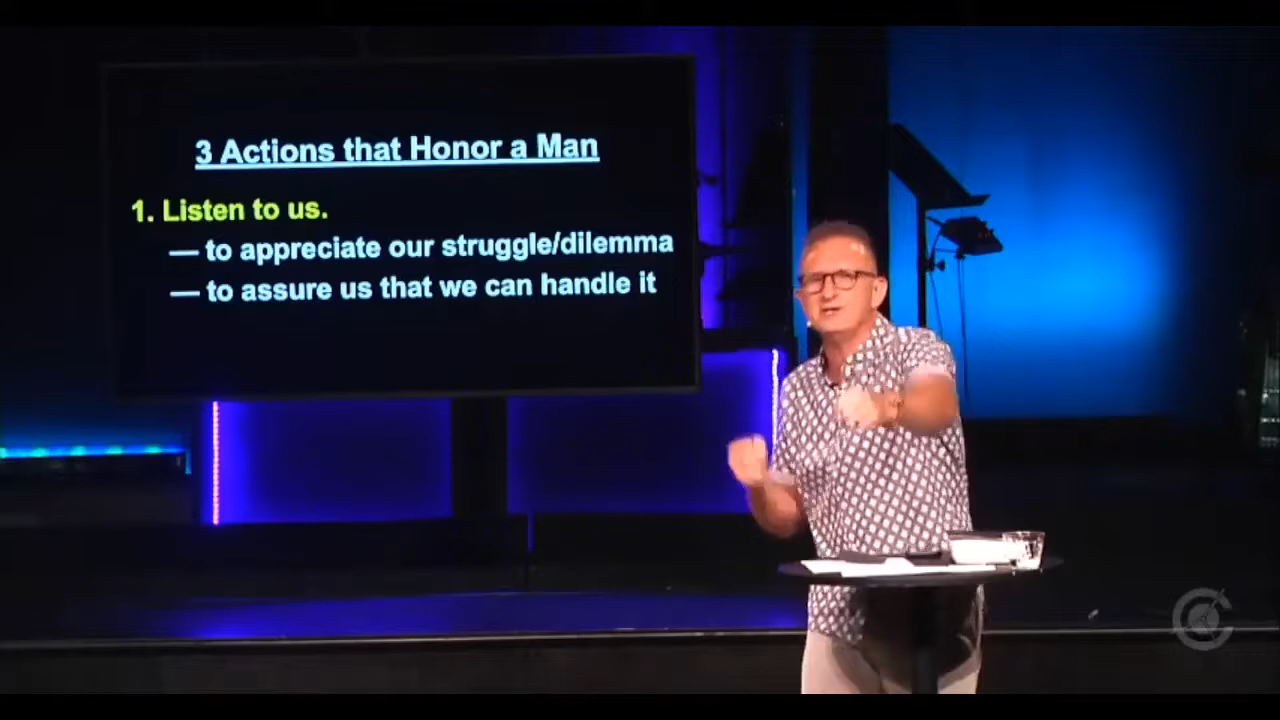 3 Actions that Honor a Man
1. Listen to us.
— to appreciate our struggle/dilemma
— to assure us that we can handle it